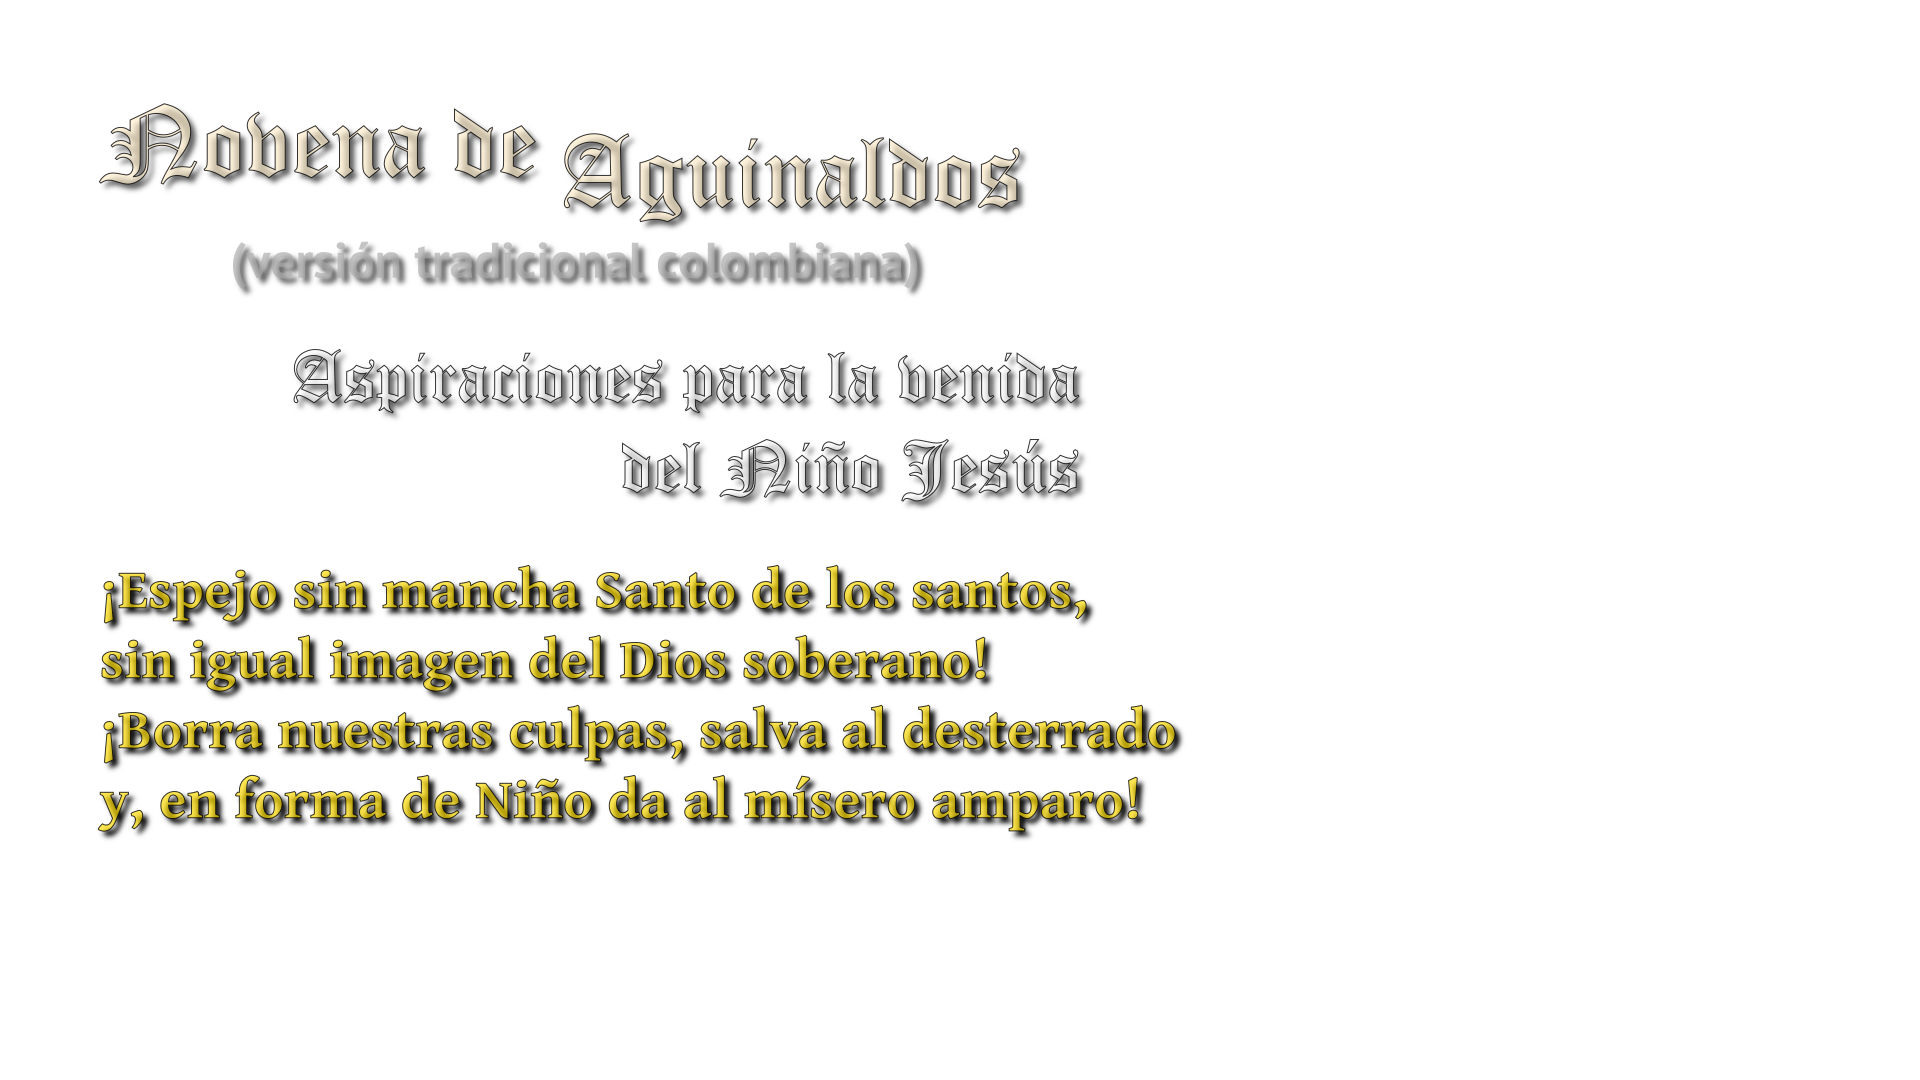 Novena de Aguinaldos
(versión tradicional colombiana)
Aspiraciones para la venida
del Niño Jesús
¡Espejo sin mancha Santo de los santos,
sin igual imagen del Dios soberano!
¡Borra nuestras culpas, salva al desterrado
y, en forma de Niño da al mísero amparo!